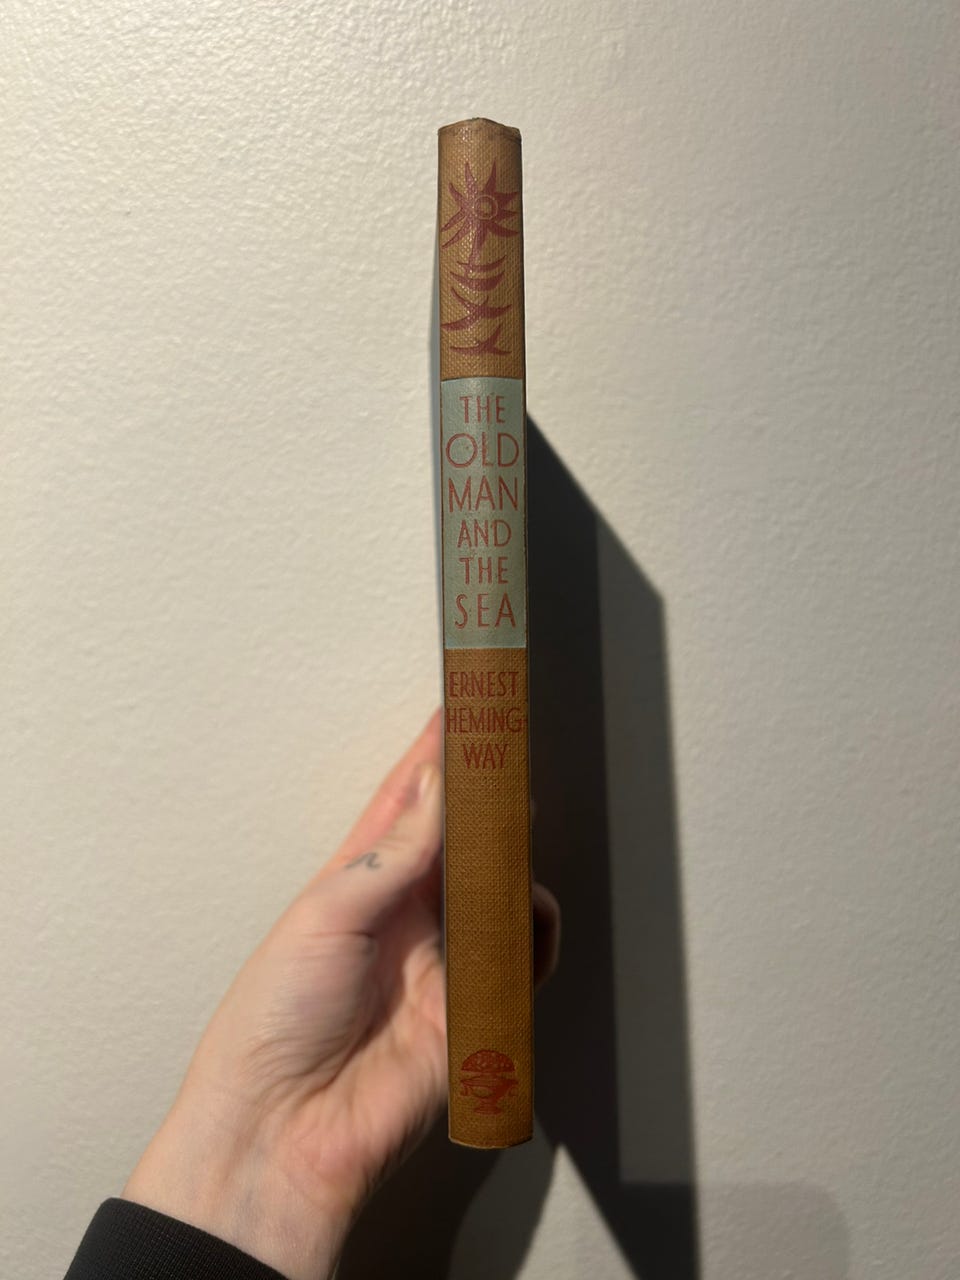 THE
OLD
MAN
AND
THE
SEA
ERNEST
HEMING
WAY